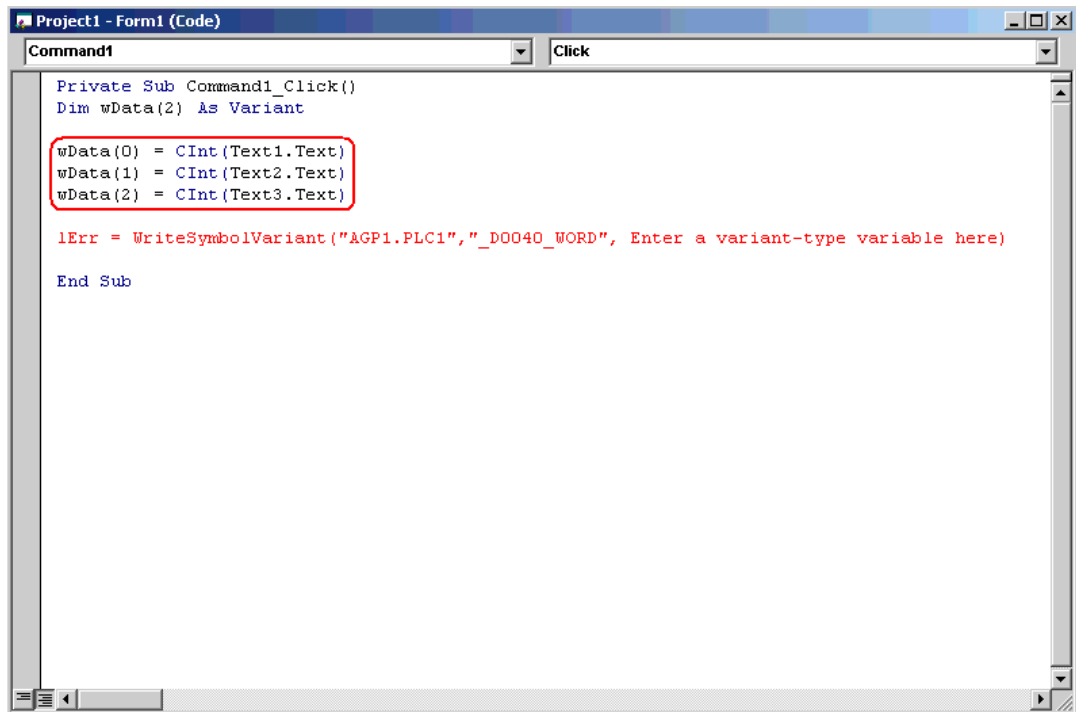 Project1 - Form1 (Code)
Command1 Click
Private Sub Command1_Click()
Dim wData(2) As Variant
wData(0) = CInt(Text1.Text)
wData(1) = CInt(Text2.Text)
wData(2) = CInt(Text3.Text)
lErr = WriteSymbolVariant("AGP1.PLC1","_D0040_WORD", Enter a variant-type variable here)
End Sub